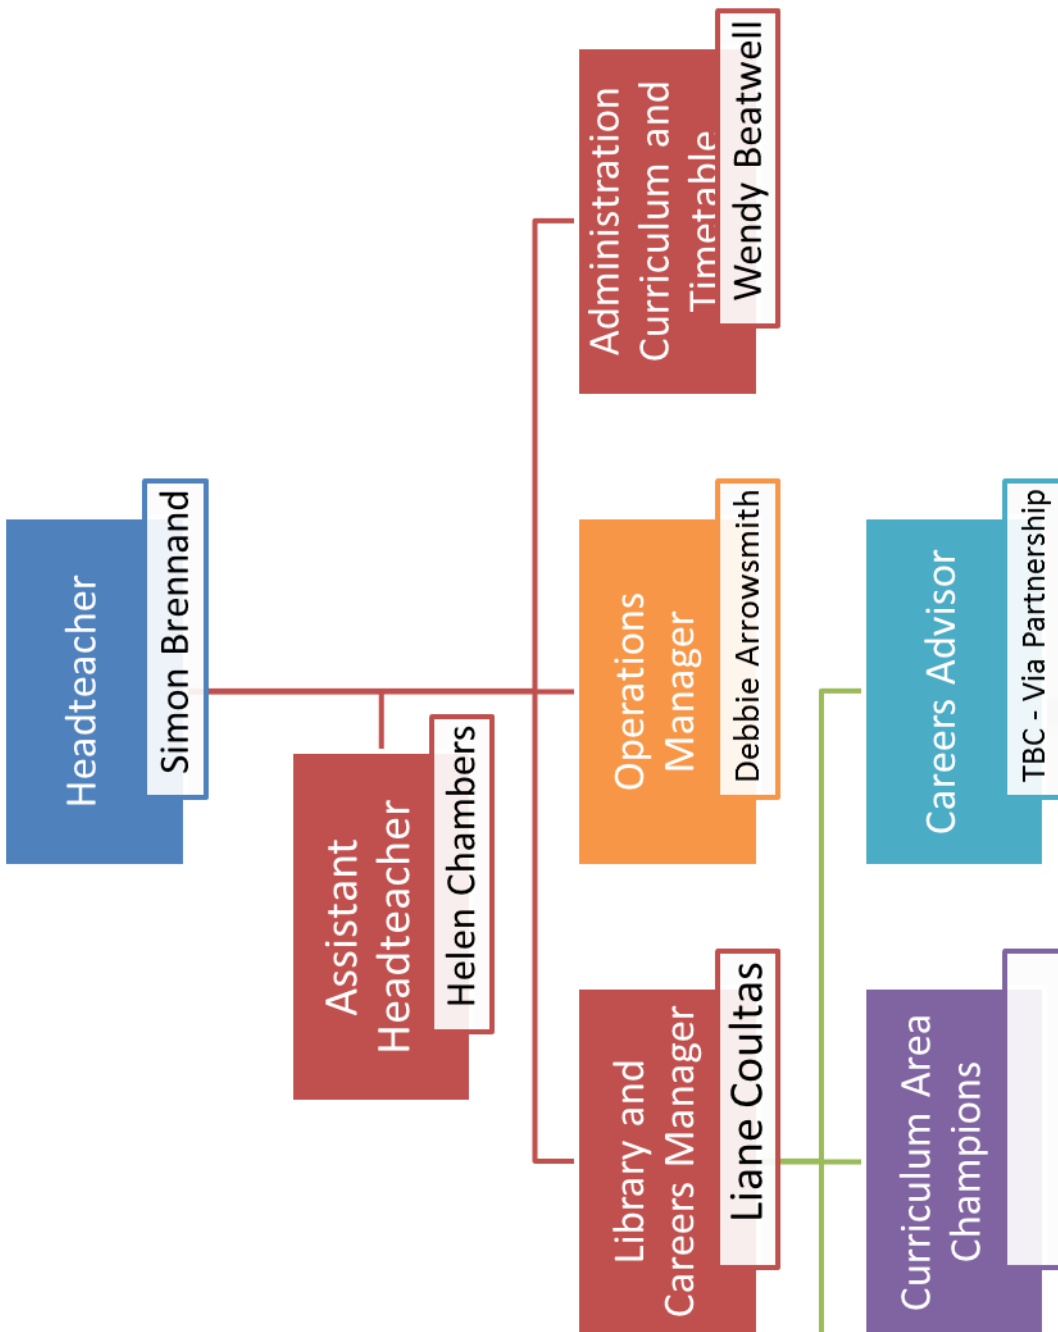 Headteacher
Simon Brennand
Assistant
Headteacher
Helen Chambers
Library and
Careers Manager
Liane Coultas
Operations
Manager
Debbie Arrowsmith
Administration
Curriculum and
Timetable
Wendy Beatwell
Curriculum Area
Champions
Careers Advisor
TBC - Via Partnership